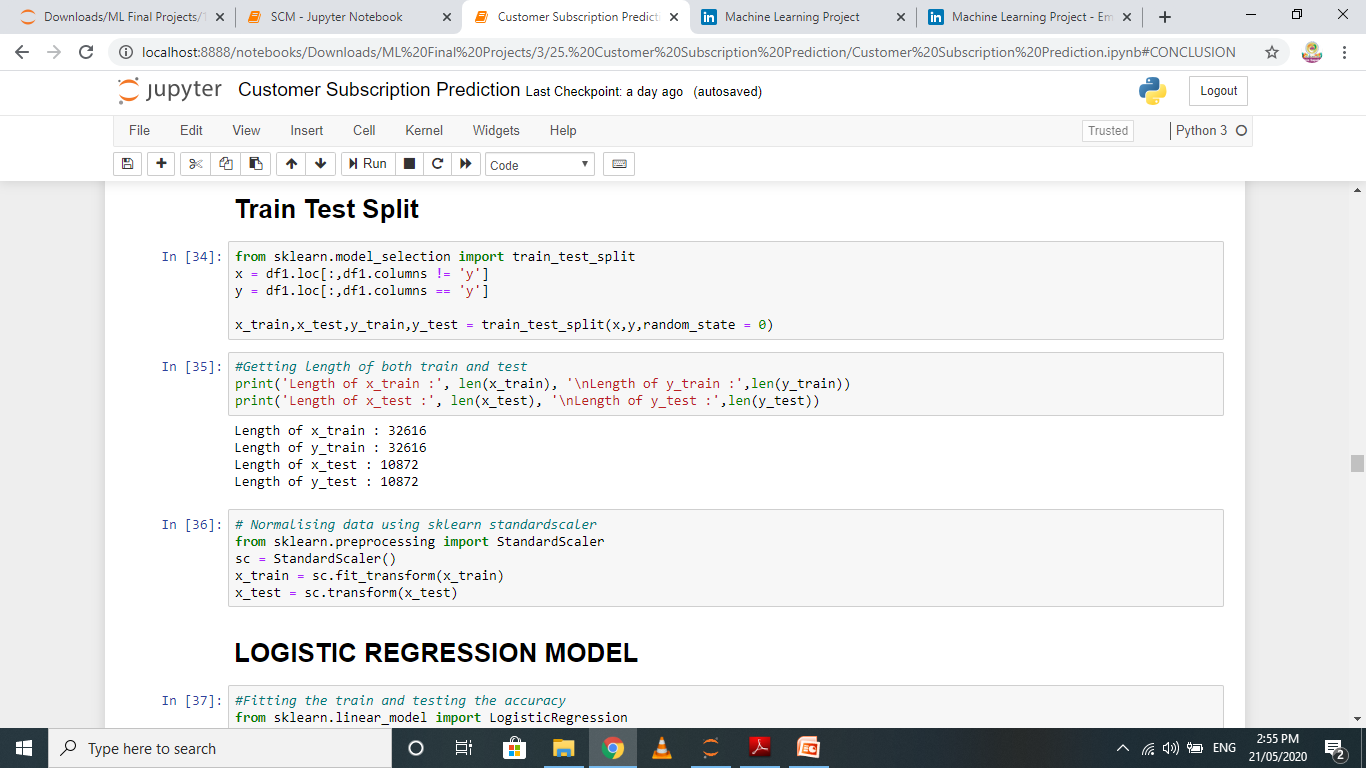 Downloads/ML Final Projects/
SCM - Jupyter Notebook
Customer Subscription Predict
Machine Learning Project
Machine Learning Project - Em
localhost:8888/notebooks/Downloads/ML%20Final%20Projects/3/25.%20Customer%20Subscription%20Prediction/Customer%20Subscription%20Prediction.ipynb#CONCLUSION
jupyter Customer Subscription Prediction Last Checkpoint: a day ago (autosaved)
Logout
File Edit View Insert Cell Kernel Widgets Help
Trusted
Python 3
Run
Code
Train Test Split
In [34]: from sklearn.model_selection import train_test_split
x = df1.loc[:,df1.columns != 'y']
y = df1.loc[:,df1.columns == 'y']
x_train,x_test,y_train,y_test = train_test_split(x,y,random_state = 0)
In [35]: #Getting length of both train and test
print('Length of x_train :', len(x_train), '\nLength of y_train :',len(y_train))
print('Length of x_test :', len(x_test), '\nLength of y_test :',len(y_test))
Length of x_train : 32616
Length of y_train : 32616
Length of x_test : 10872
Length of y_test : 10872
In [36]: # Normalising data using sklearn standardscaler
from sklearn.preprocessing import StandardScaler
sc = StandardScaler()
x_train = sc.fit_transform(x_train)
x_test = sc.transform(x_test)
LOGISTIC REGRESSION MODEL
In [37]: #Fitting the train and testing the accuracy
from sklearn.linear_model import LogisticRegression
Type here to search
ENG
2:55 PM
21/05/2020
2